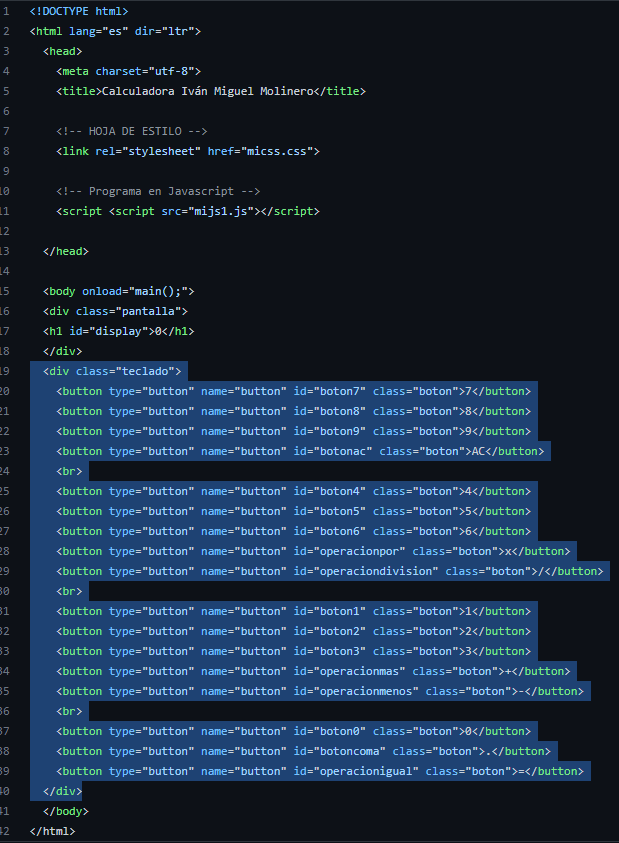 1 <!DOCTYPE html>
2 <html lang="es" dir="ltr">
3 <head>
4 <meta charset="utf-8">
5 <title>Calculadora Iván Miguel Molinero</title>
6
7 <!-- HOJA DE ESTILO -->
8 <link rel="stylesheet" href="micss.css">
9
10 <!-- Programa en Javascript -->
11 <script <script src="mijs1.js"></script>
12
13 </head>
14
15 <body onload="main();">
16 <div class="pantalla">
17 <h1 id="display">0</h1>
18 </div>
19 <div class="teclado">
20 <button type="button" name="button" id="boton7" class="boton">7</button>
21 <button type="button" name="button" id="boton8" class="boton">8</button>
22 <button type="button" name="button" id="boton9" class="boton">9</button>
23 <button type="button" name="button" id="botonac" class="boton">AC</button>
24 <br>
25 <button type="button" name="button" id="boton4" class="boton">4</button>
26 <button type="button" name="button" id="boton5" class="boton">5</button>
27 <button type="button" name="button" id="boton6" class="boton">6</button>
28 <button type="button" name="button" id="operacionpor" class="boton">x</button>
29 <button type="button" name="button" id="operaciondivision" class="boton">/</button>
30 <br>
31 <button type="button" name="button" id="boton1" class="boton">1</button>
32 <button type="button" name="button" id="boton2" class="boton">2</button>
33 <button type="button" name="button" id="boton3" class="boton">3</button>
34 <button type="button" name="button" id="operacionmas" class="boton">+</button>
35 <button type="button" name="button" id="operacionmenos" class="boton">-</button>
36 <br>
37 <button type="button" name="button" id="boton0" class="boton">0</button>
38 <button type="button" name="button" id="botoncoma" class="boton">.</button>
39 <button type="button" name="button" id="operacionigual" class="boton">=</button>
40 </div>
41 </body>
42 </html>